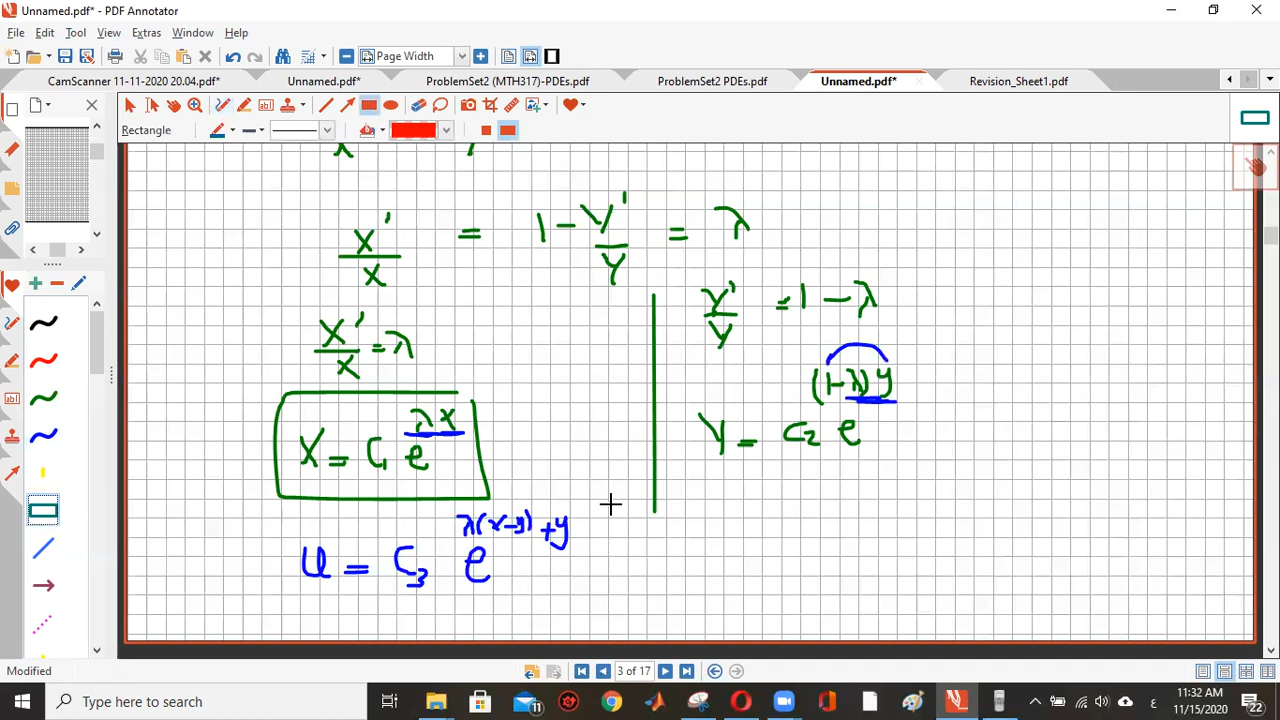 Unnamed.pdf* - PDF Annotator
File Edit Tool View Extras Window Help
Page Width
CamScanner 11-11-2020 20.04.pdf* Unnamed.pdf* ProblemSet2 (MTH317)-PDEs.pdf ProblemSet2 PDEs.pdf Unnamed.pdf* Revision_Sheet1.pdf
Rectangle
X'/X = 1 - Y'/Y = λ
Y'/Y = 1 - λ
X'/X = λ
X = C₁ e^(λx)
Y = C₂ e^((1-λ)y)
u = C₃ e^(λ(x-y)+y)
Modified
3 of 17
Type here to search
11
ع
11:32 AM
11/15/2020
22